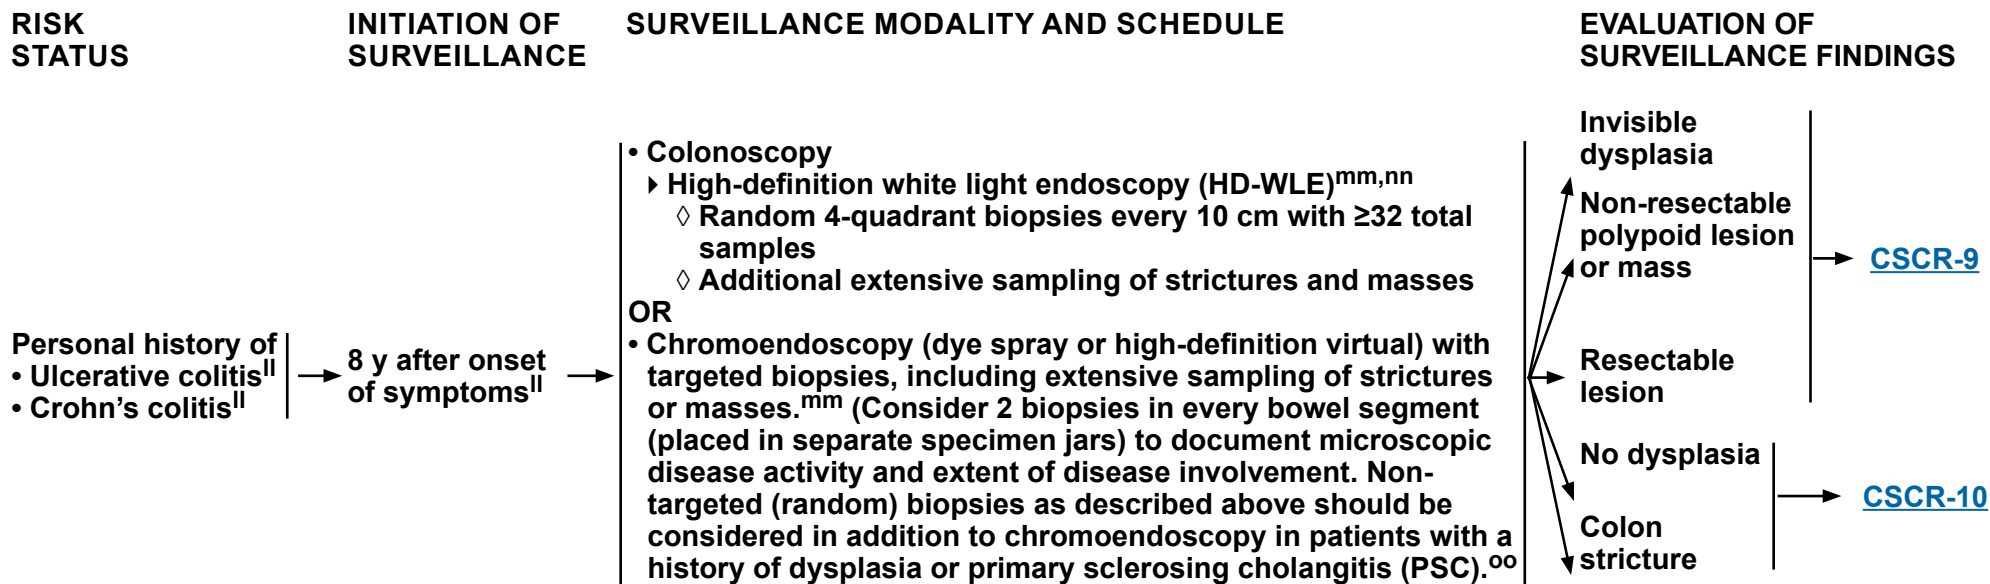 RISK
STATUS
INITIATION OF
SURVEILLANCE
SURVEILLANCE MODALITY AND SCHEDULE
EVALUATION OF
SURVEILLANCE FINDINGS
Personal history of
• Ulcerative colitisll
• Crohn's colitisll
8 y after onset
of symptomsll
• Colonoscopy
▸ High-definition white light endoscopy (HD-WLE)mm,nn
◊ Random 4-quadrant biopsies every 10 cm with ≥32 total
samples
◊ Additional extensive sampling of strictures and masses
OR
• Chromoendoscopy (dye spray or high-definition virtual) with
targeted biopsies, including extensive sampling of strictures
or masses.mm (Consider 2 biopsies in every bowel segment
(placed in separate specimen jars) to document microscopic
disease activity and extent of disease involvement. Non-
targeted (random) biopsies as described above should be
considered in addition to chromoendoscopy in patients with a
history of dysplasia or primary sclerosing cholangitis (PSC).oo
Invisible
dysplasia
Non-resectable
polypoid lesion
or mass
Resectable
lesion
CSCR-9
No dysplasia
Colon
stricture
CSCR-10